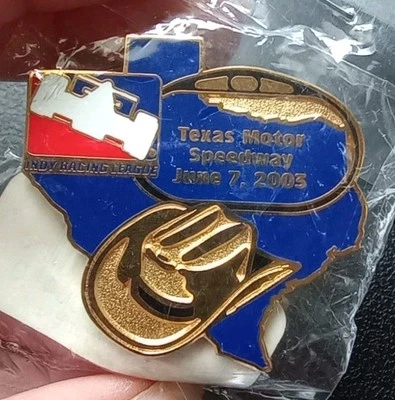 INDY RACING LEAGUE
Texas Motor
Speedway
June 7, 2003